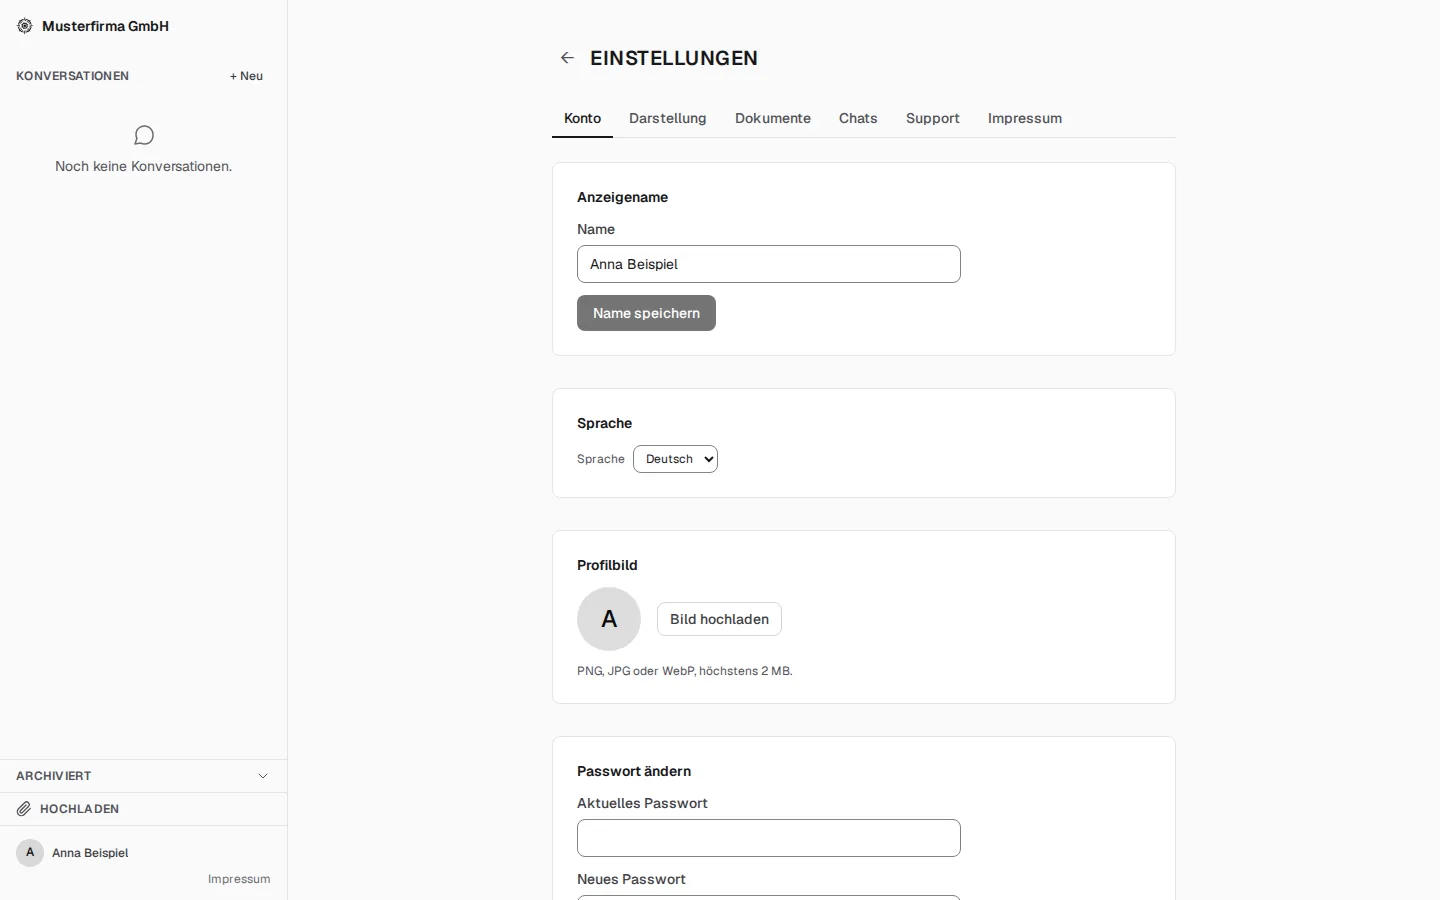 Musterfirma GmbH
KONVERSATIONEN
+ Neu
Noch keine Konversationen.
ARCHIVIERT
HOCHLADEN
A
Anna Beispiel
Impressum
EINSTELLUNGEN
Konto
Darstellung
Dokumente
Chats
Support
Impressum
Anzeigename
Name
Anna Beispiel
Name speichern
Sprache
Sprache
Deutsch
Profilbild
A
Bild hochladen
PNG, JPG oder WebP, höchstens 2 MB.
Passwort ändern
Aktuelles Passwort
Neues Passwort